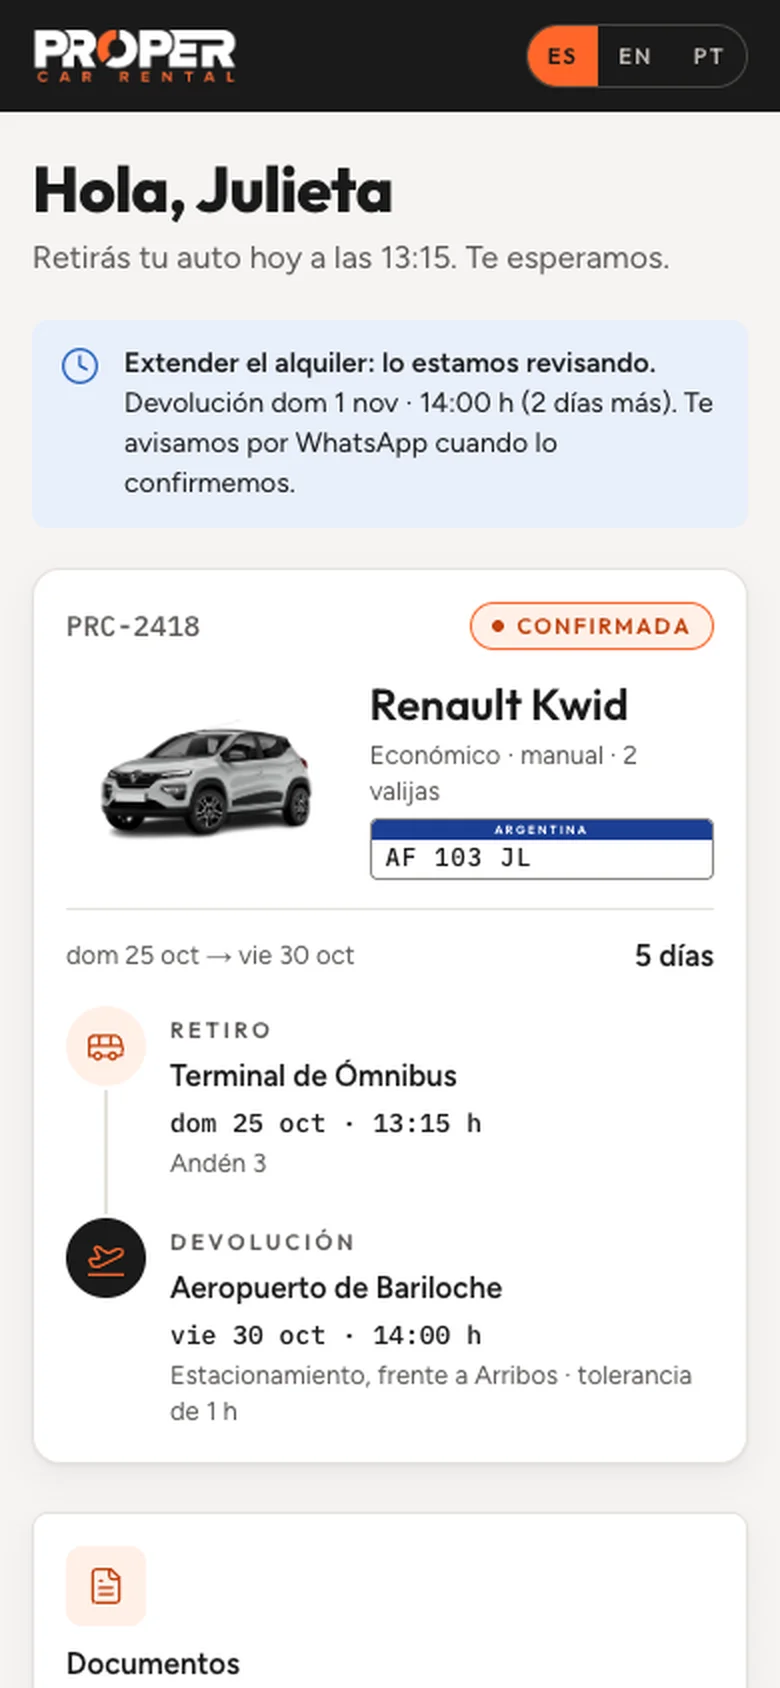 PROPER
CAR RENTAL
ES EN PT
Hola, Julieta
Retirás tu auto hoy a las 13:15. Te esperamos.
Extender el alquiler: lo estamos revisando.
Devolución dom 1 nov · 14:00 h (2 días más). Te
avisamos por WhatsApp cuando lo
confirmemos.
PRC-2418
CONFIRMADA
Renault Kwid
Económico · manual · 2
valijas
ARGENTINA
AF 103 JL
dom 25 oct → vie 30 oct
5 días
RETIRO
Terminal de Ómnibus
dom 25 oct · 13:15 h
Andén 3
DEVOLUCIÓN
Aeropuerto de Bariloche
vie 30 oct · 14:00 h
Estacionamiento, frente a Arribos · tolerancia
de 1 h
Documentos